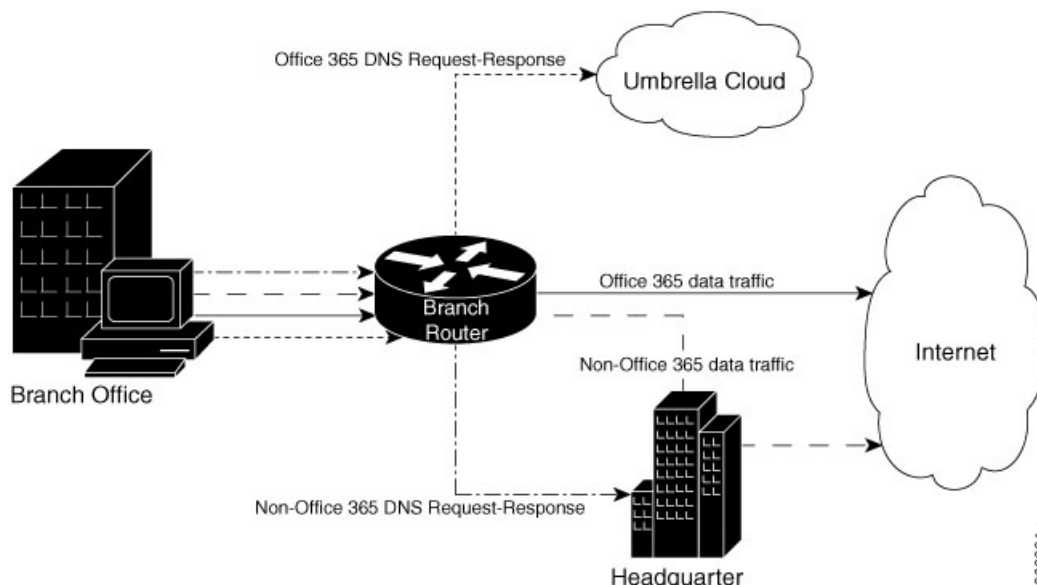 Office 365 DNS Request-Response
Umbrella Cloud
Branch
Router
Office 365 data traffic
Internet
Non-Office 365 data traffic
Branch Office
Non-Office 365 DNS Request-Response
Headquarter